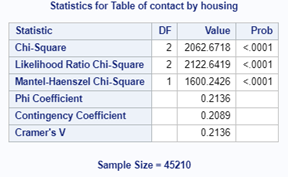 Statistics for Table of contact by housing
Statistic DF Value Prob
Chi-Square 2 2062.6718 <.0001
Likelihood Ratio Chi-Square 2 2122.6419 <.0001
Mantel-Haenszel Chi-Square 1 1600.2426 <.0001
Phi Coefficient 0.2136
Contingency Coefficient 0.2089
Cramer's V 0.2136
Sample Size = 45210